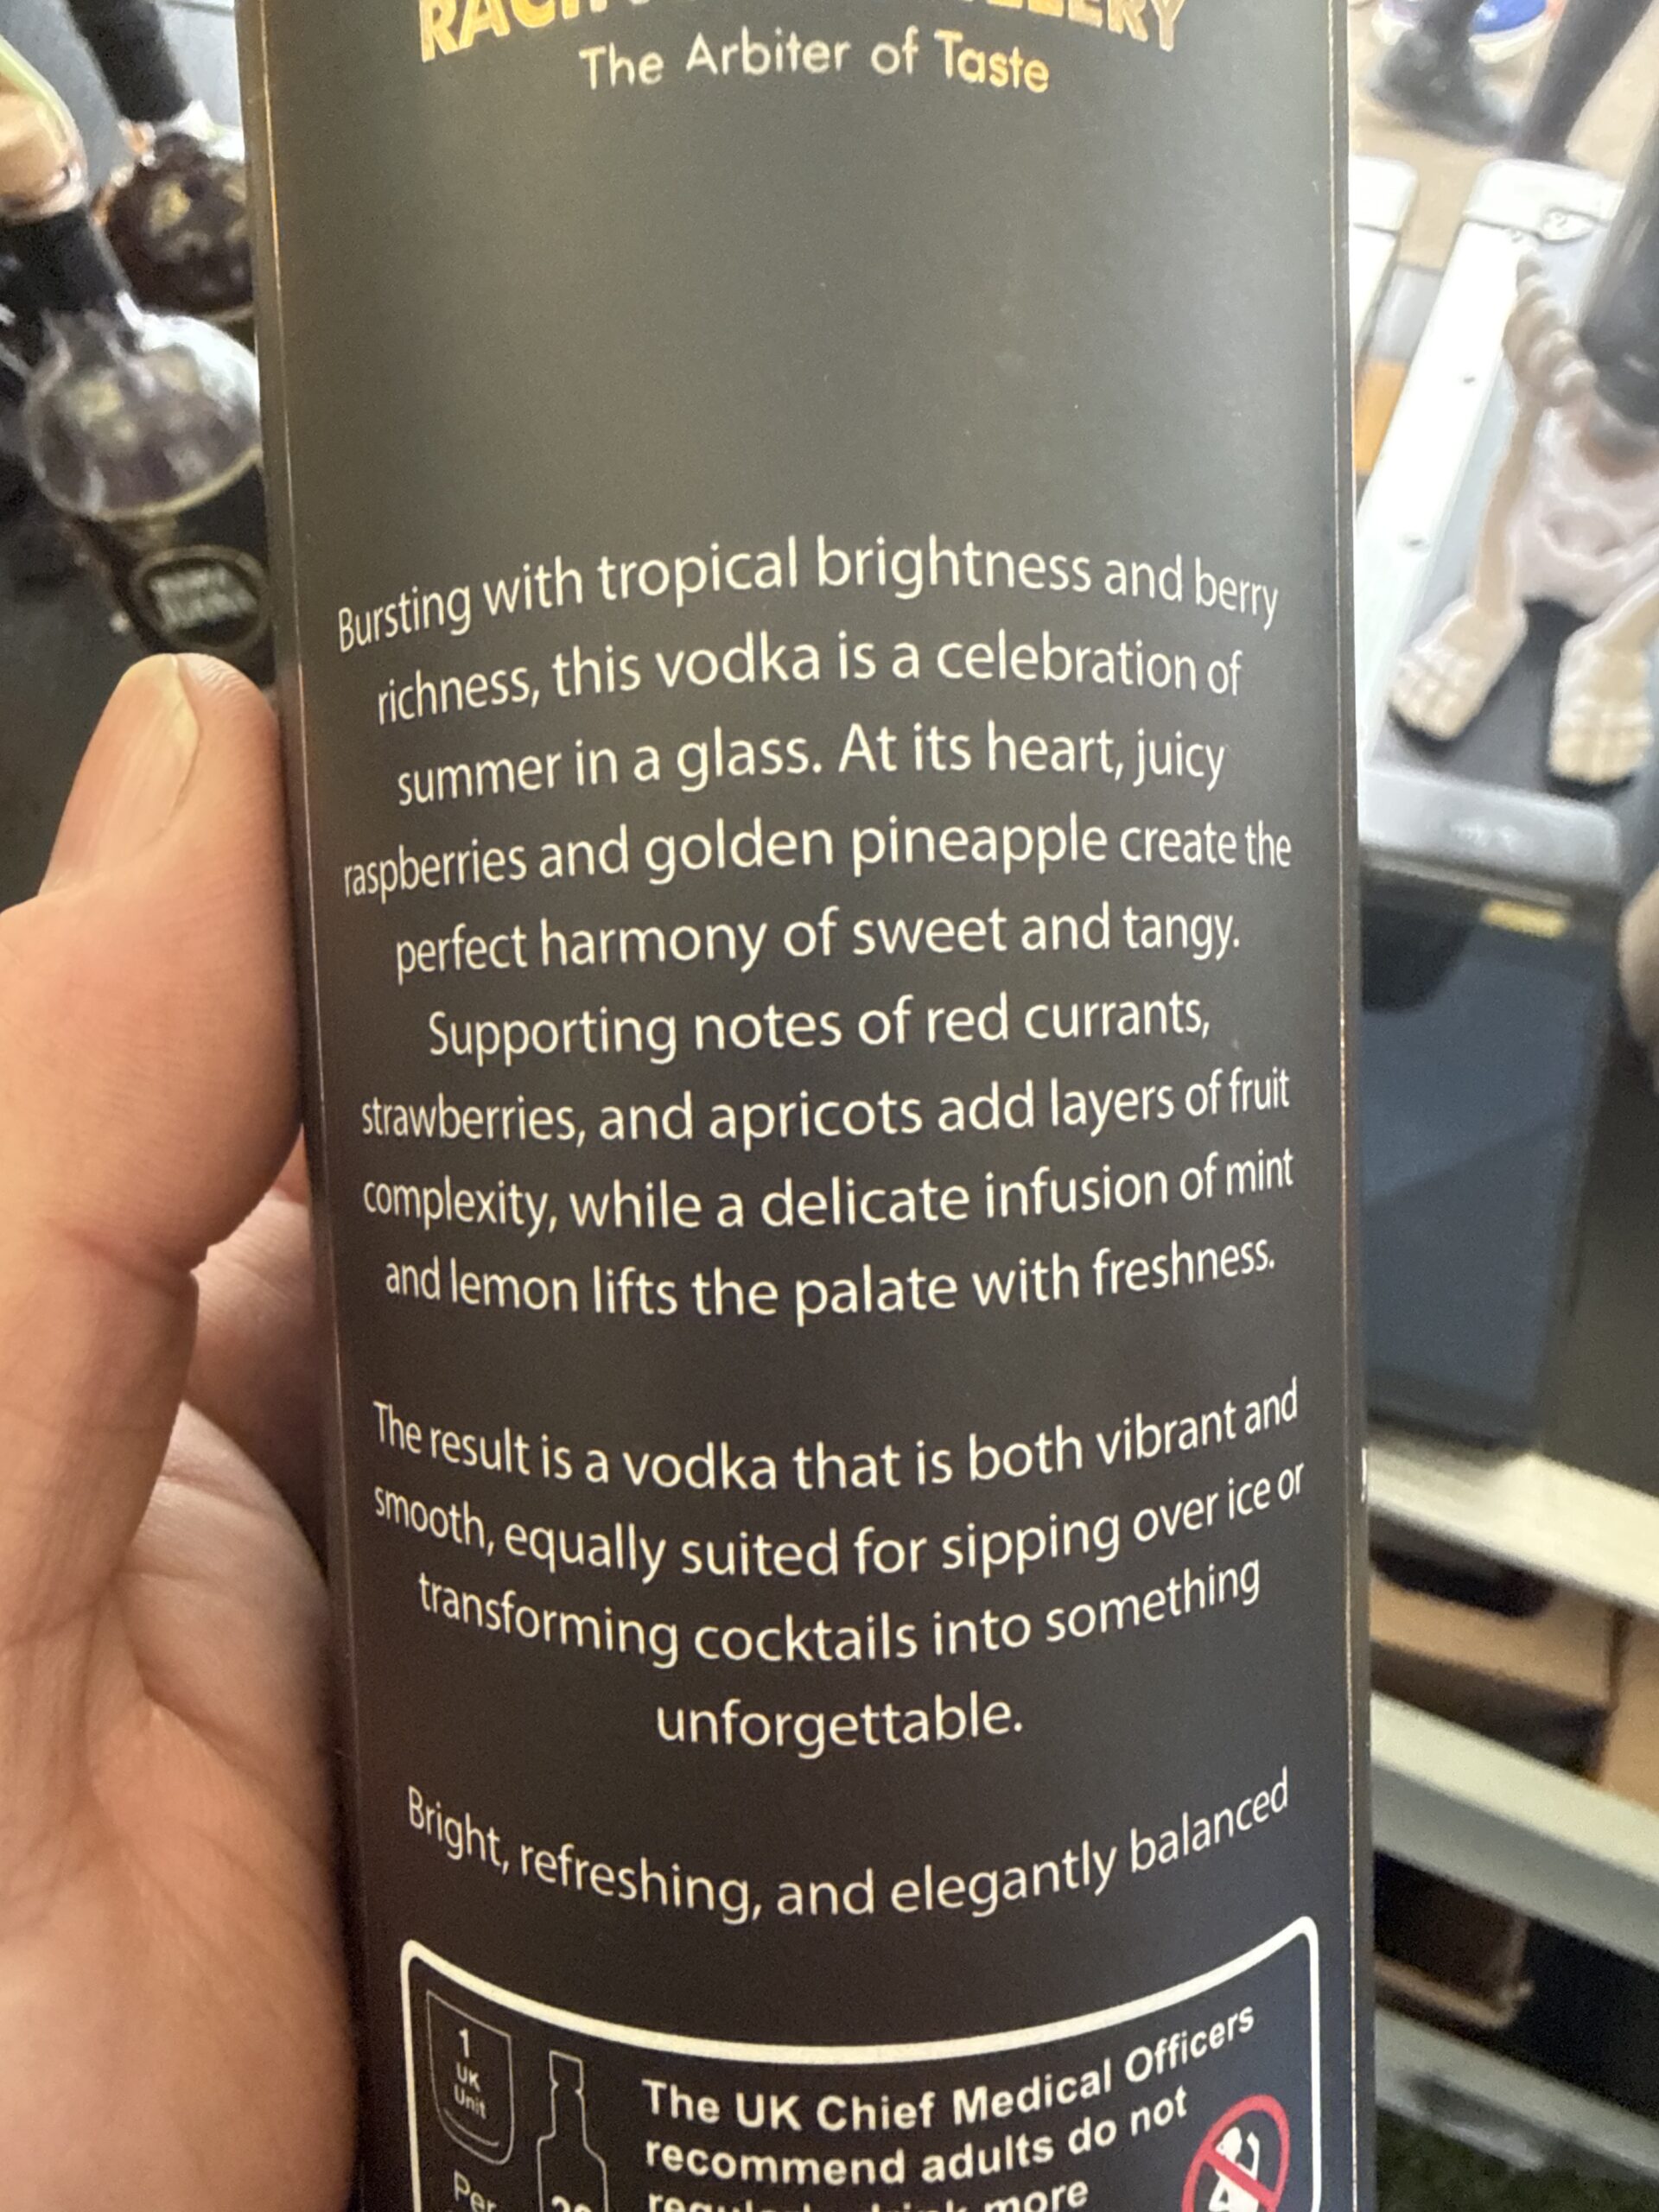 The Arbiter of Taste
Bursting with tropical brightness and berry
richness, this vodka is a celebration of
summer in a glass. At its heart, juicy
raspberries and golden pineapple create the
perfect harmony of sweet and tangy.
Supporting notes of red currants,
strawberries, and apricots add layers of fruit
complexity, while a delicate infusion of mint
and lemon lifts the palate with freshness.
The result is a vodka that is both vibrant and
smooth, equally suited for sipping over ice or
transforming cocktails into something
unforgettable.
Bright, refreshing, and elegantly balanced
1
UK
Unit
Per
The UK Chief Medical Officers
recommend adults do not
more